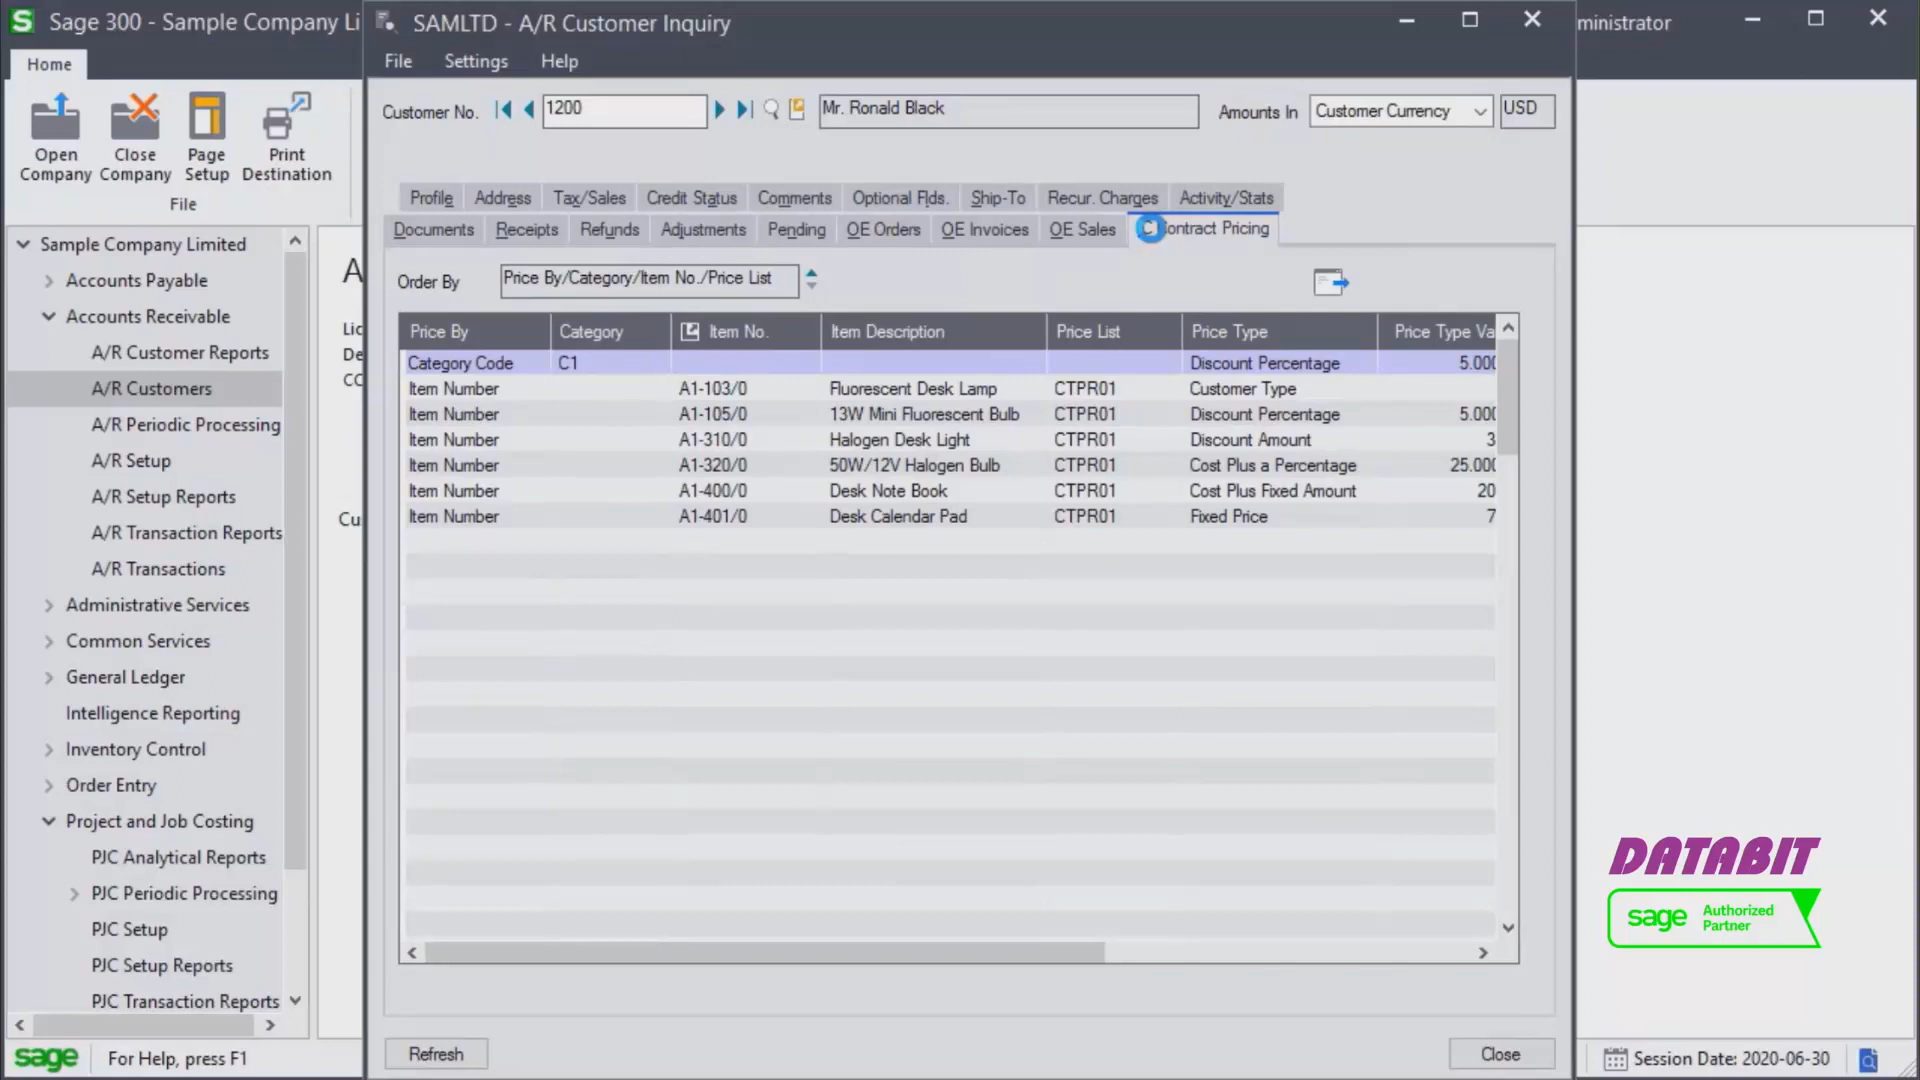 Sage 300 - Sample Company Li
SAMLTD - A/R Customer Inquiry
ministrator
Home
File Settings Help
Open Company
Close Company
Page Setup
Print Destination
File
Customer No. 1200 Mr. Ronald Black Amounts In Customer Currency USD
Profile Address Tax/Sales Credit Status Comments Optional Flds. Ship-To Recur. Charges Activity/Stats
Documents Receipts Refunds Adjustments Pending OE Orders OE Invoices OE Sales Contract Pricing
Order By Price By/Category/Item No./Price List
Price By Category Item No. Item Description Price List Price Type Price Type Va
Category Code C1 Discount Percentage 5.000
Item Number A1-103/0 Fluorescent Desk Lamp CTPR01 Customer Type
Item Number A1-105/0 13W Mini Fluorescent Bulb CTPR01 Discount Percentage 5.000
Item Number A1-310/0 Halogen Desk Light CTPR01 Discount Amount 3
Item Number A1-320/0 50W/12V Halogen Bulb CTPR01 Cost Plus a Percentage 25.000
Item Number A1-400/0 Desk Note Book CTPR01 Cost Plus Fixed Amount 20
Item Number A1-401/0 Desk Calendar Pad CTPR01 Fixed Price 7
Sample Company Limited
Accounts Payable
Accounts Receivable
A/R Customer Reports
A/R Customers
A/R Periodic Processing
A/R Setup
A/R Setup Reports
A/R Transaction Reports
A/R Transactions
Administrative Services
Common Services
General Ledger
Intelligence Reporting
Inventory Control
Order Entry
Project and Job Costing
PJC Analytical Reports
PJC Periodic Processing
PJC Setup
PJC Setup Reports
PJC Transaction Reports
A
Lic
De
CC
Cu
DATABIT
sage Authorized Partner
Refresh Close
sage For Help, press F1
Session Date: 2020-06-30